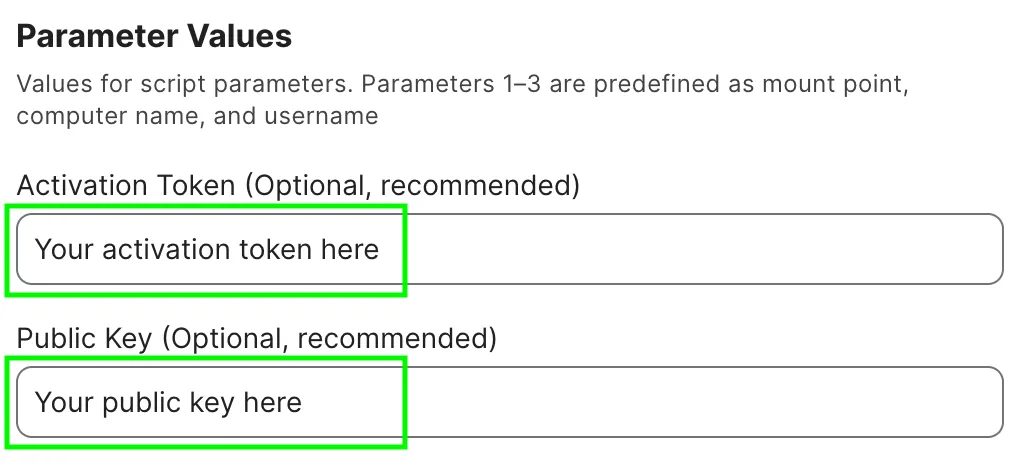 Parameter Values
Values for script parameters. Parameters 1–3 are predefined as mount point,
computer name, and username
Activation Token (Optional, recommended)
Your activation token here
Public Key (Optional, recommended)
Your public key here